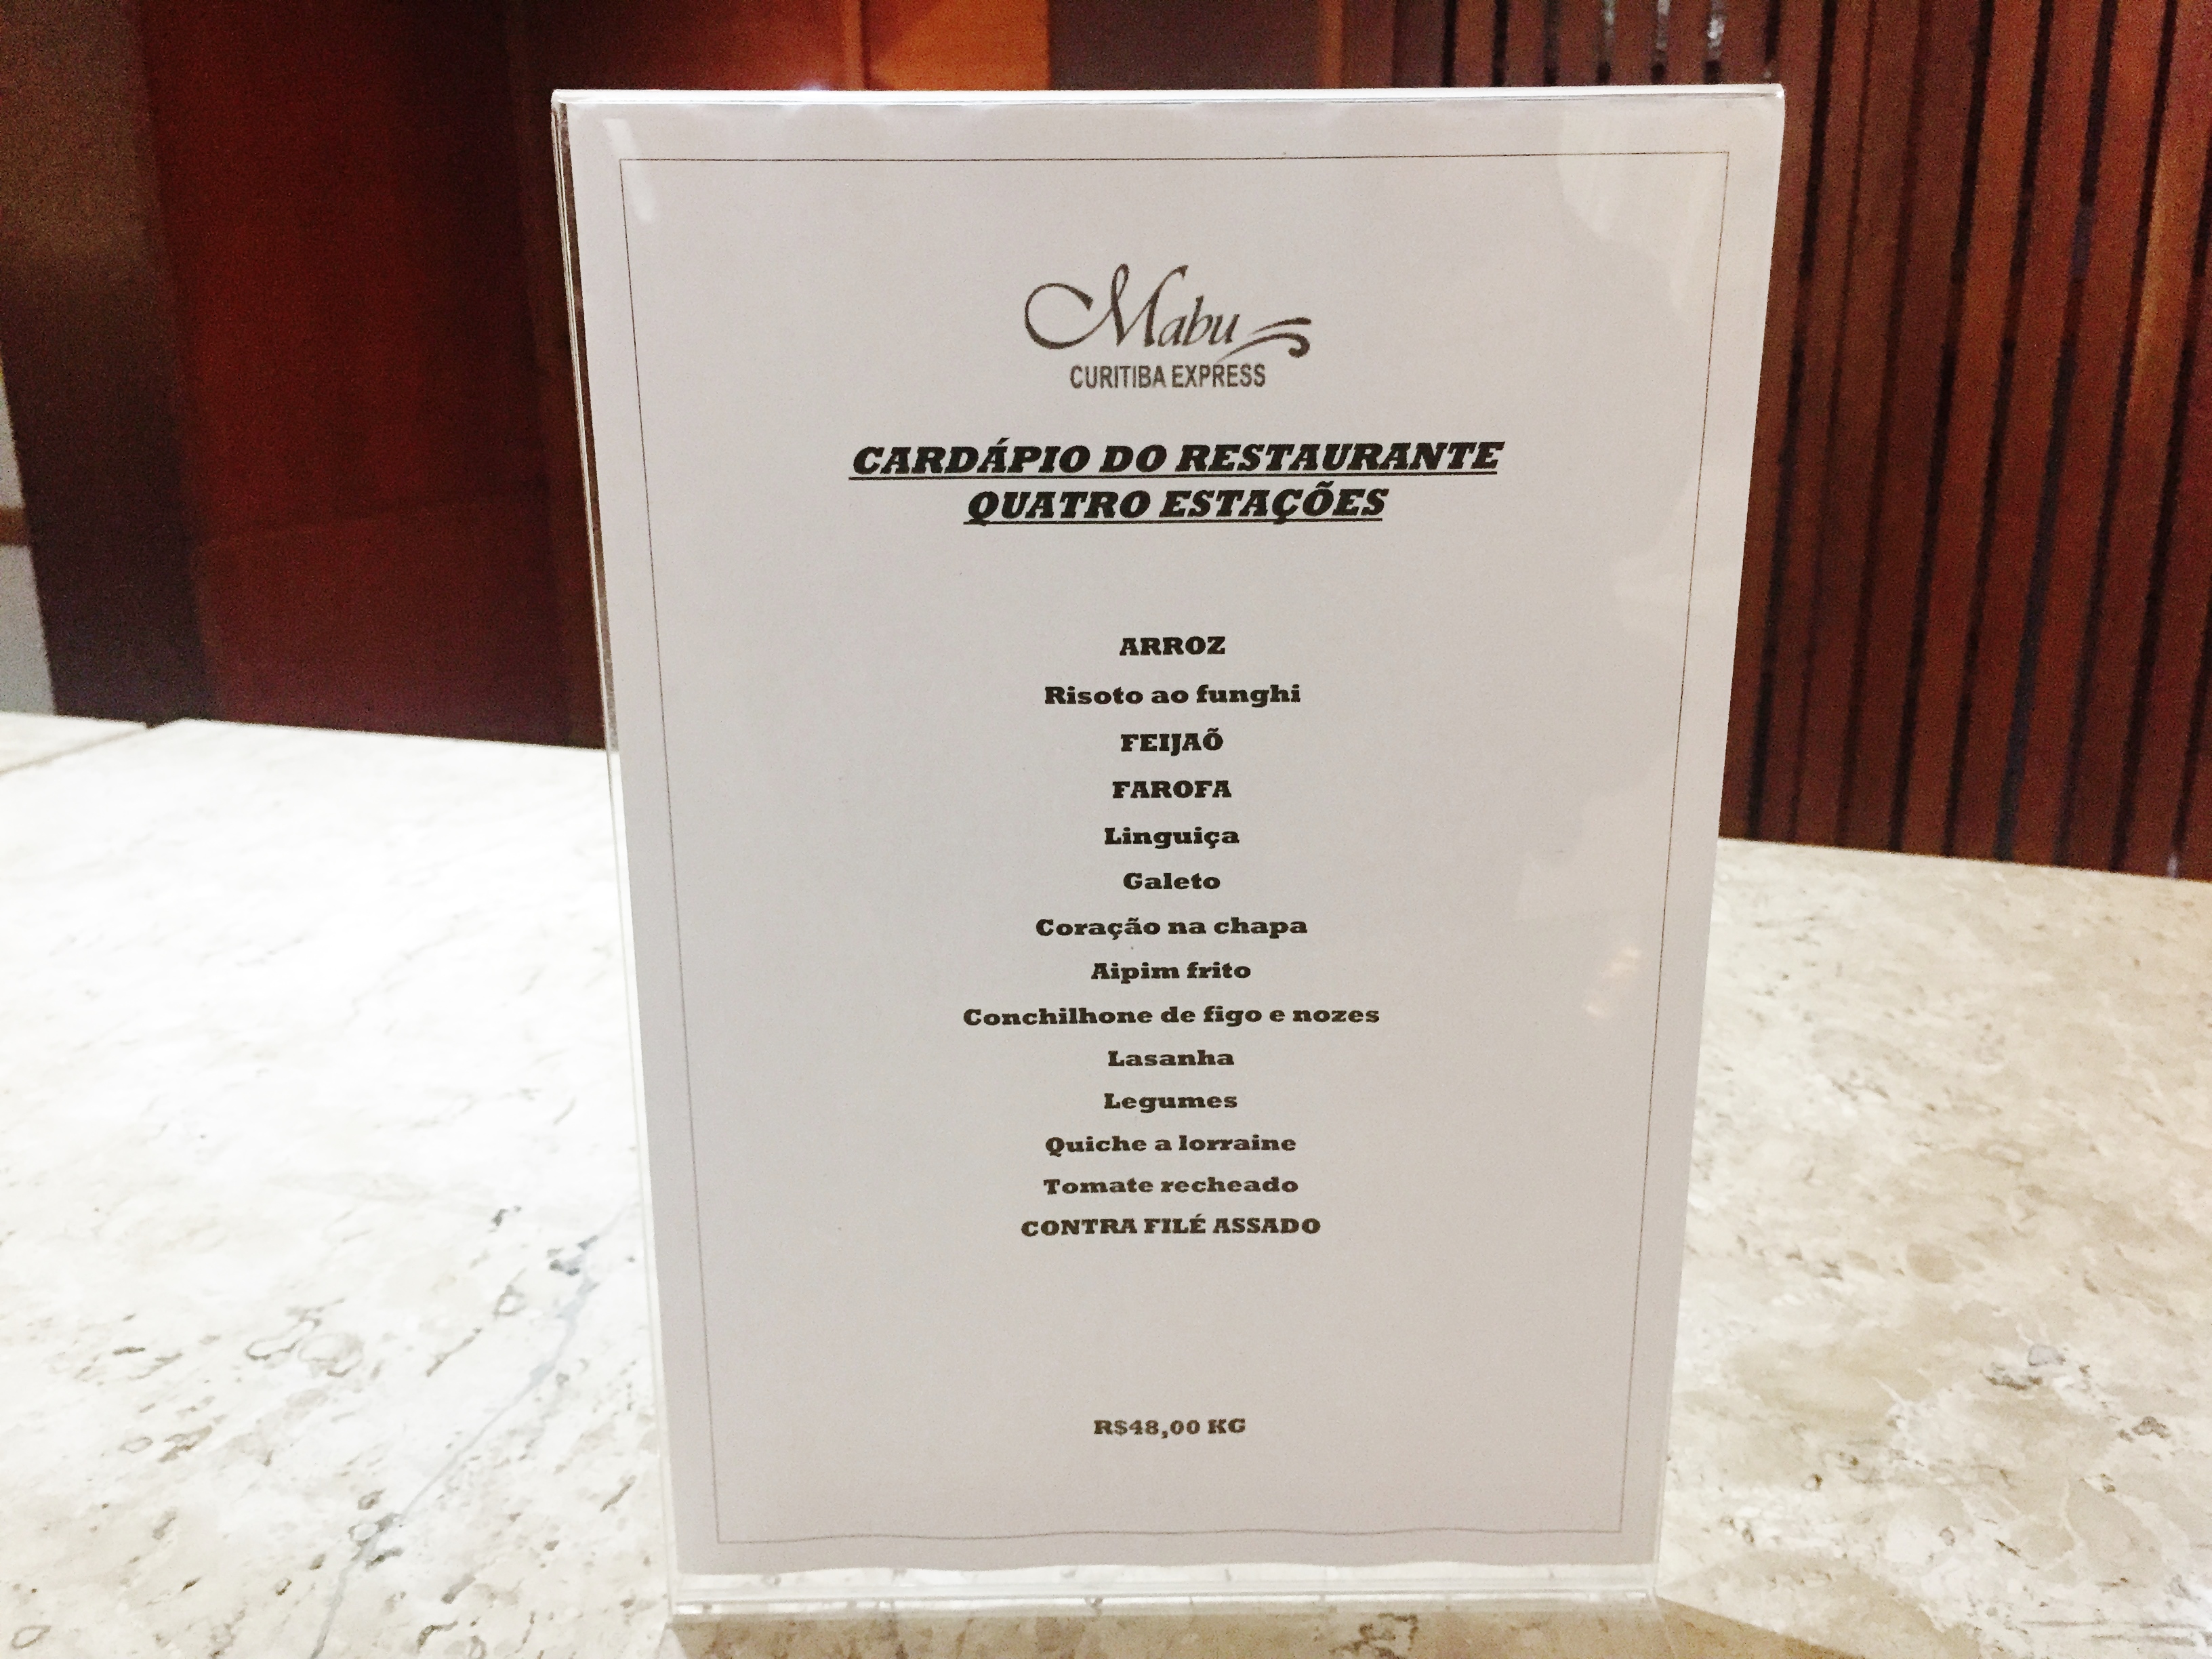 Mabu
CURITIBA EXPRESS
CARDÁPIO DO RESTAURANTE
QUATRO ESTAÇÕES
ARROZ
Risoto ao funghi
FEIJAÕ
FAROFA
Linguiça
Galeto
Coração na chapa
Aipim frito
Conchilhone de figo e nozes
Lasanha
Legumes
Quiche a lorraine
Tomate recheado
CONTRA FILÉ ASSADO
R$48,00 KG